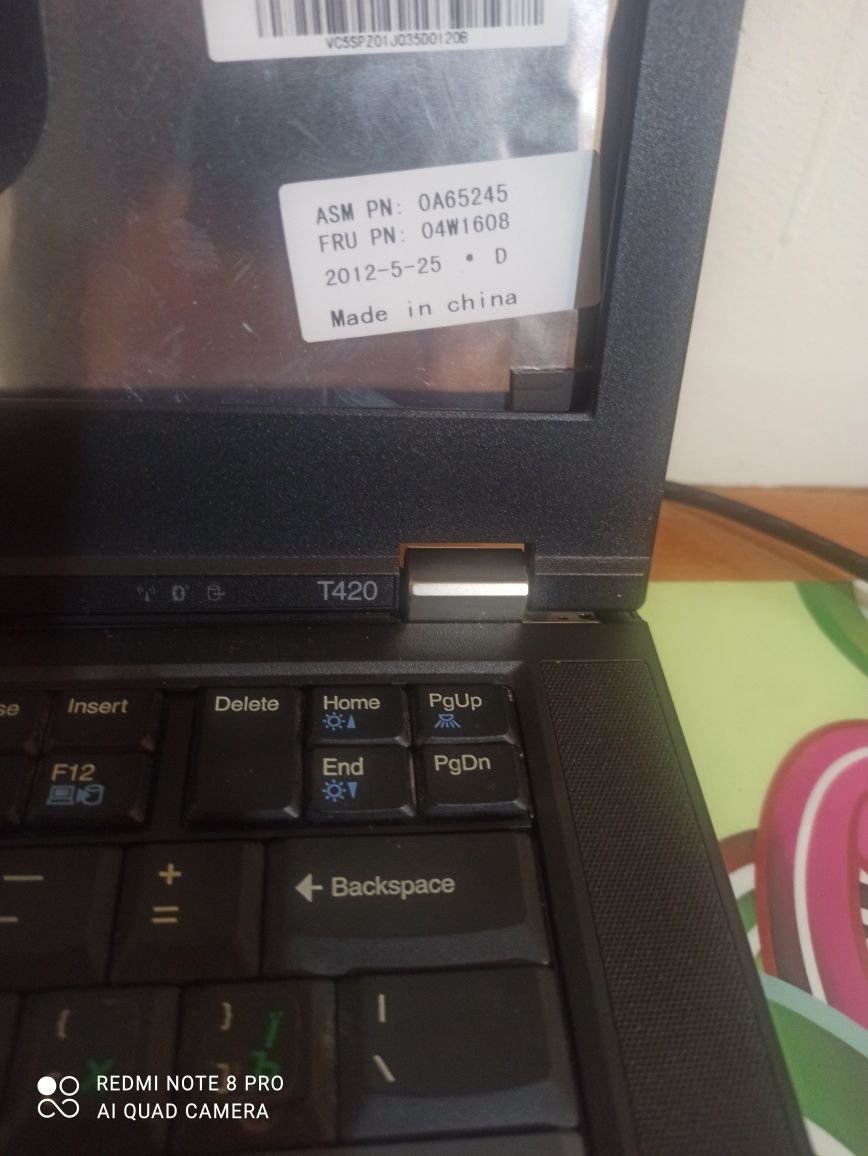 VC5SPZ01J035D0120B
ASM PN: 0A65245
FRU PN: 04W1608
2012-5-25 • D
Made in china
T420
Insert
Delete
Home
PgUp
F12
End
PgDn
+
=
← Backspace
{
}
|
\
REDMI NOTE 8 PRO
AI QUAD CAMERA